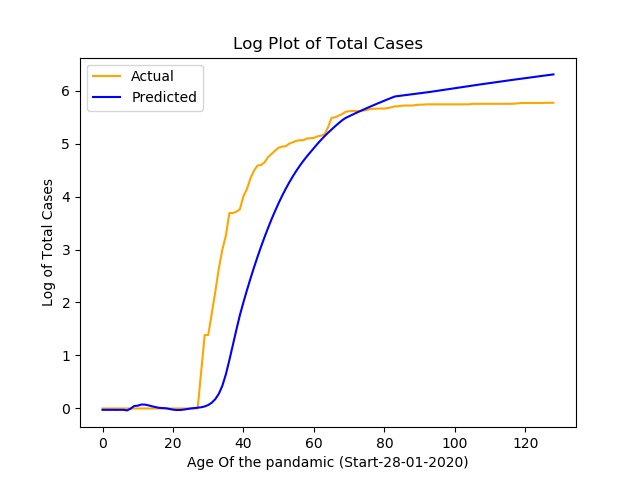 Log Plot of Total Cases
Actual
Predicted
Log of Total Cases
6
5
4
3
2
1
0
0 20 40 60 80 100 120
Age Of the pandamic (Start-28-01-2020)